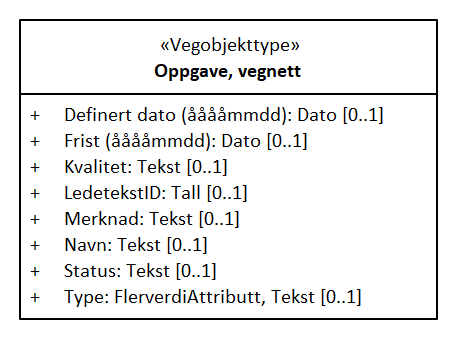 «Vegobjekttype»
Oppgave, vegnett
+ Definert dato (ååååmmdd): Dato [0..1]
+ Frist (ååååmmdd): Dato [0..1]
+ Kvalitet: Tekst [0..1]
+ LedetekstID: Tall [0..1]
+ Merknad: Tekst [0..1]
+ Navn: Tekst [0..1]
+ Status: Tekst [0..1]
+ Type: FlerverdiAttributt, Tekst [0..1]